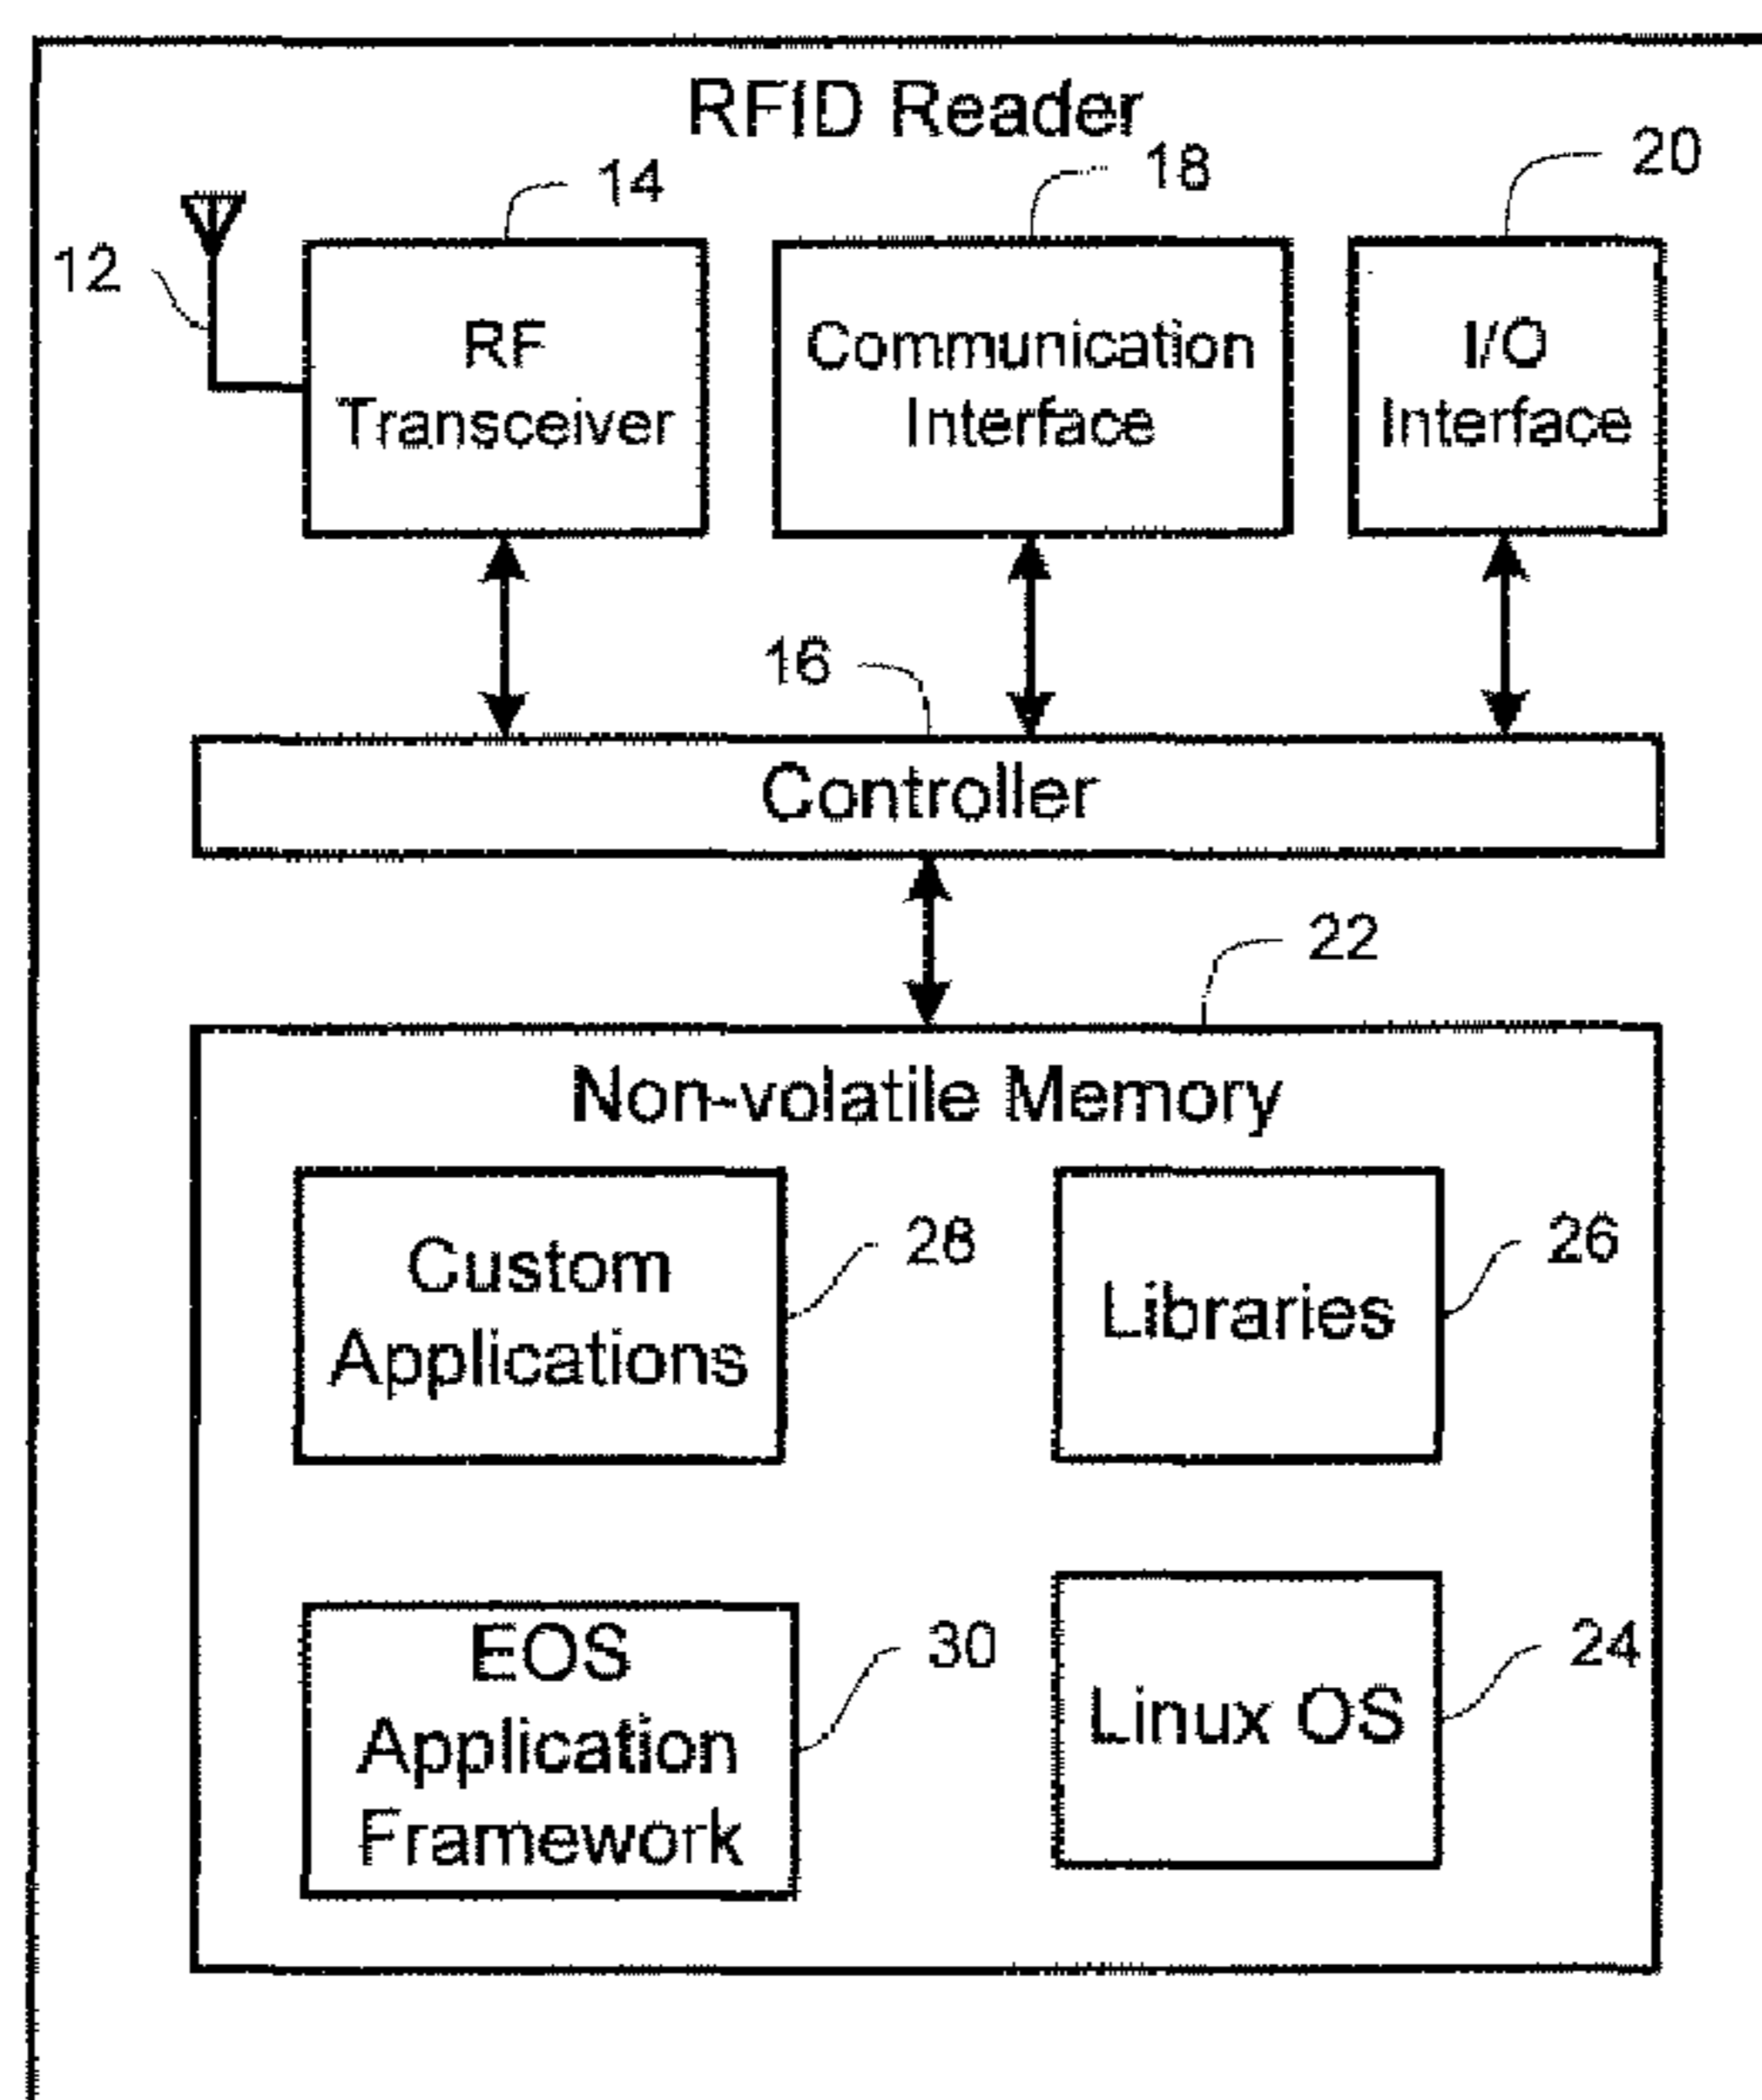 RFID Reader
14
18
20
12
RF
Transceiver
Communication
Interface
I/O
Interface
16
Controller
22
Non-volatile Memory
Custom
Applications
28
Libraries
26
EOS
Application
Framework
30
Linux OS
24